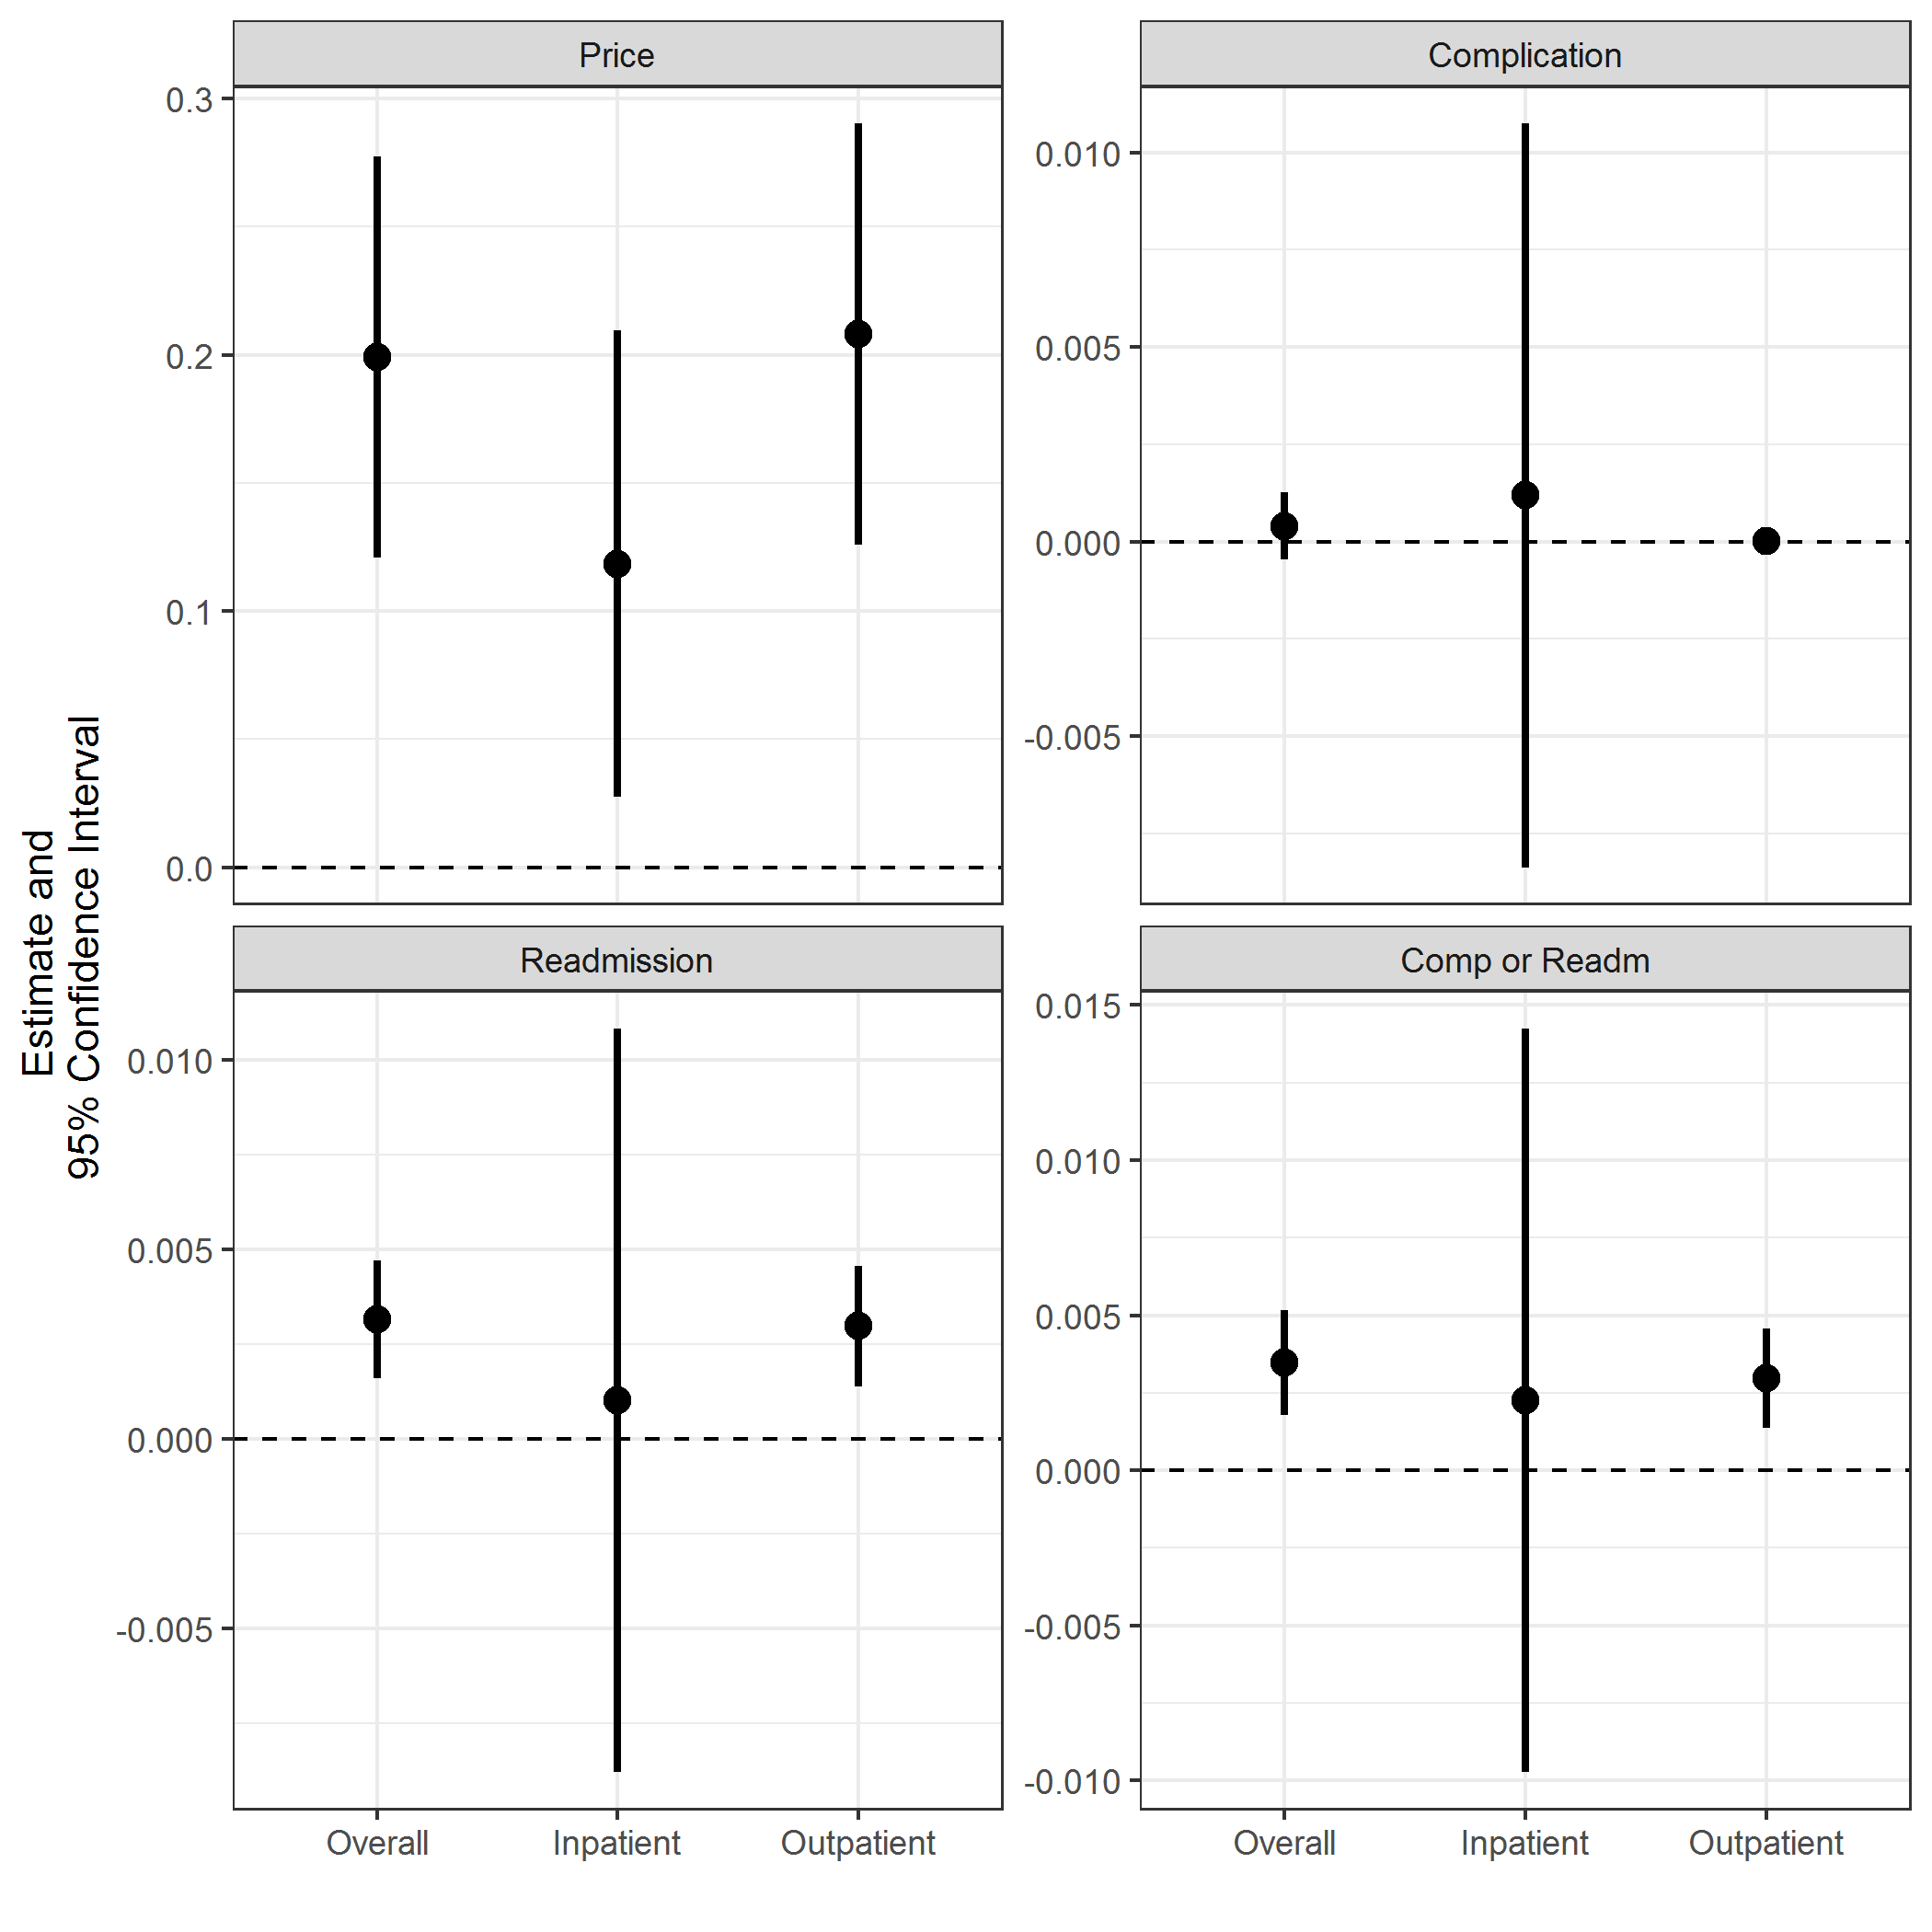 Estimate and
95% Confidence Interval
Price
0.3
0.2
0.1
0.0
Complication
0.010
0.005
0.000
-0.005
Readmission
0.010
0.005
0.000
-0.005
Overall Inpatient Outpatient
Comp or Readm
0.015
0.010
0.005
0.000
-0.005
-0.010
Overall Inpatient Outpatient